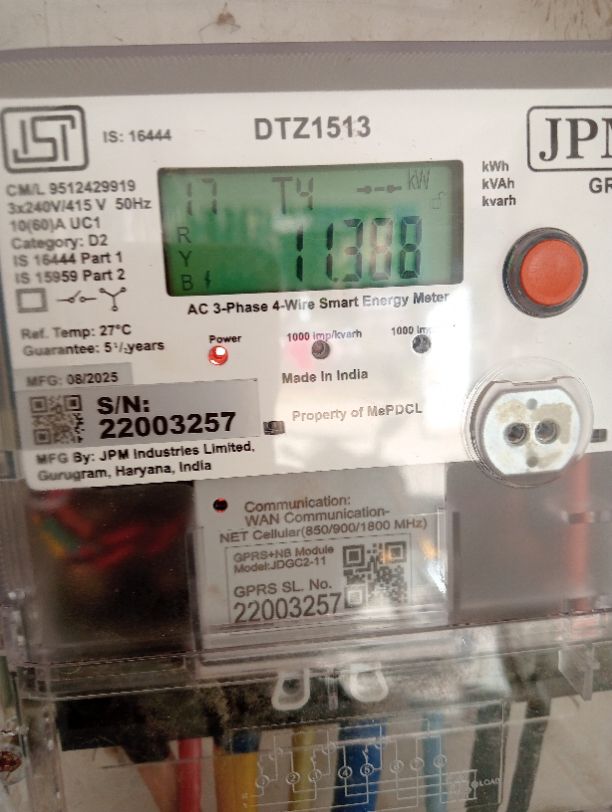 IS: 16444
DTZ1513
JPM
CM/L 9512429919
3x240V/415 V 50Hz
10(60)A UC1
Category: D2
IS 16444 Part 1
IS 15959 Part 2
17 T4 kW
R
Y
B
11.388
kWh
kVAh
kvarh
GR
AC 3-Phase 4-Wire Smart Energy Meter
Ref. Temp: 27°C
Guarantee: 5½years
Power
1000 imp/kvarh
1000 imp
MFG: 08/2025
Made In India
S/N:
22003257
Property of MePDCL
MFG By: JPM Industries Limited,
Gurugram, Haryana, India
Communication:
WAN Communication-
NET Cellular(850/900/1800 MHz)
GPRS+NB Module
Model:JDGC2-11
GPRS SL. No.
22003257
LOAD